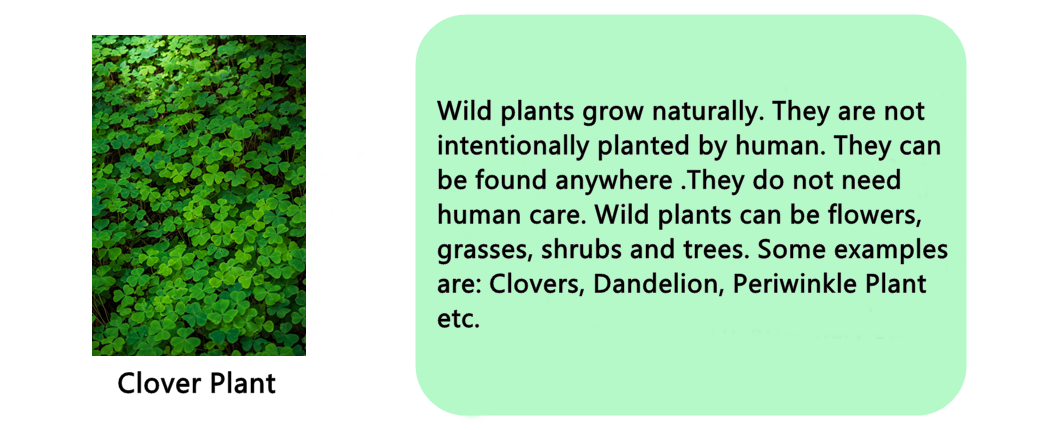 Wild plants grow naturally. They are not
intentionally planted by human. They can
be found anywhere .They do not need
human care. Wild plants can be flowers,
grasses, shrubs and trees. Some examples
are: Clovers, Dandelion, Periwinkle Plant
etc.
Clover Plant